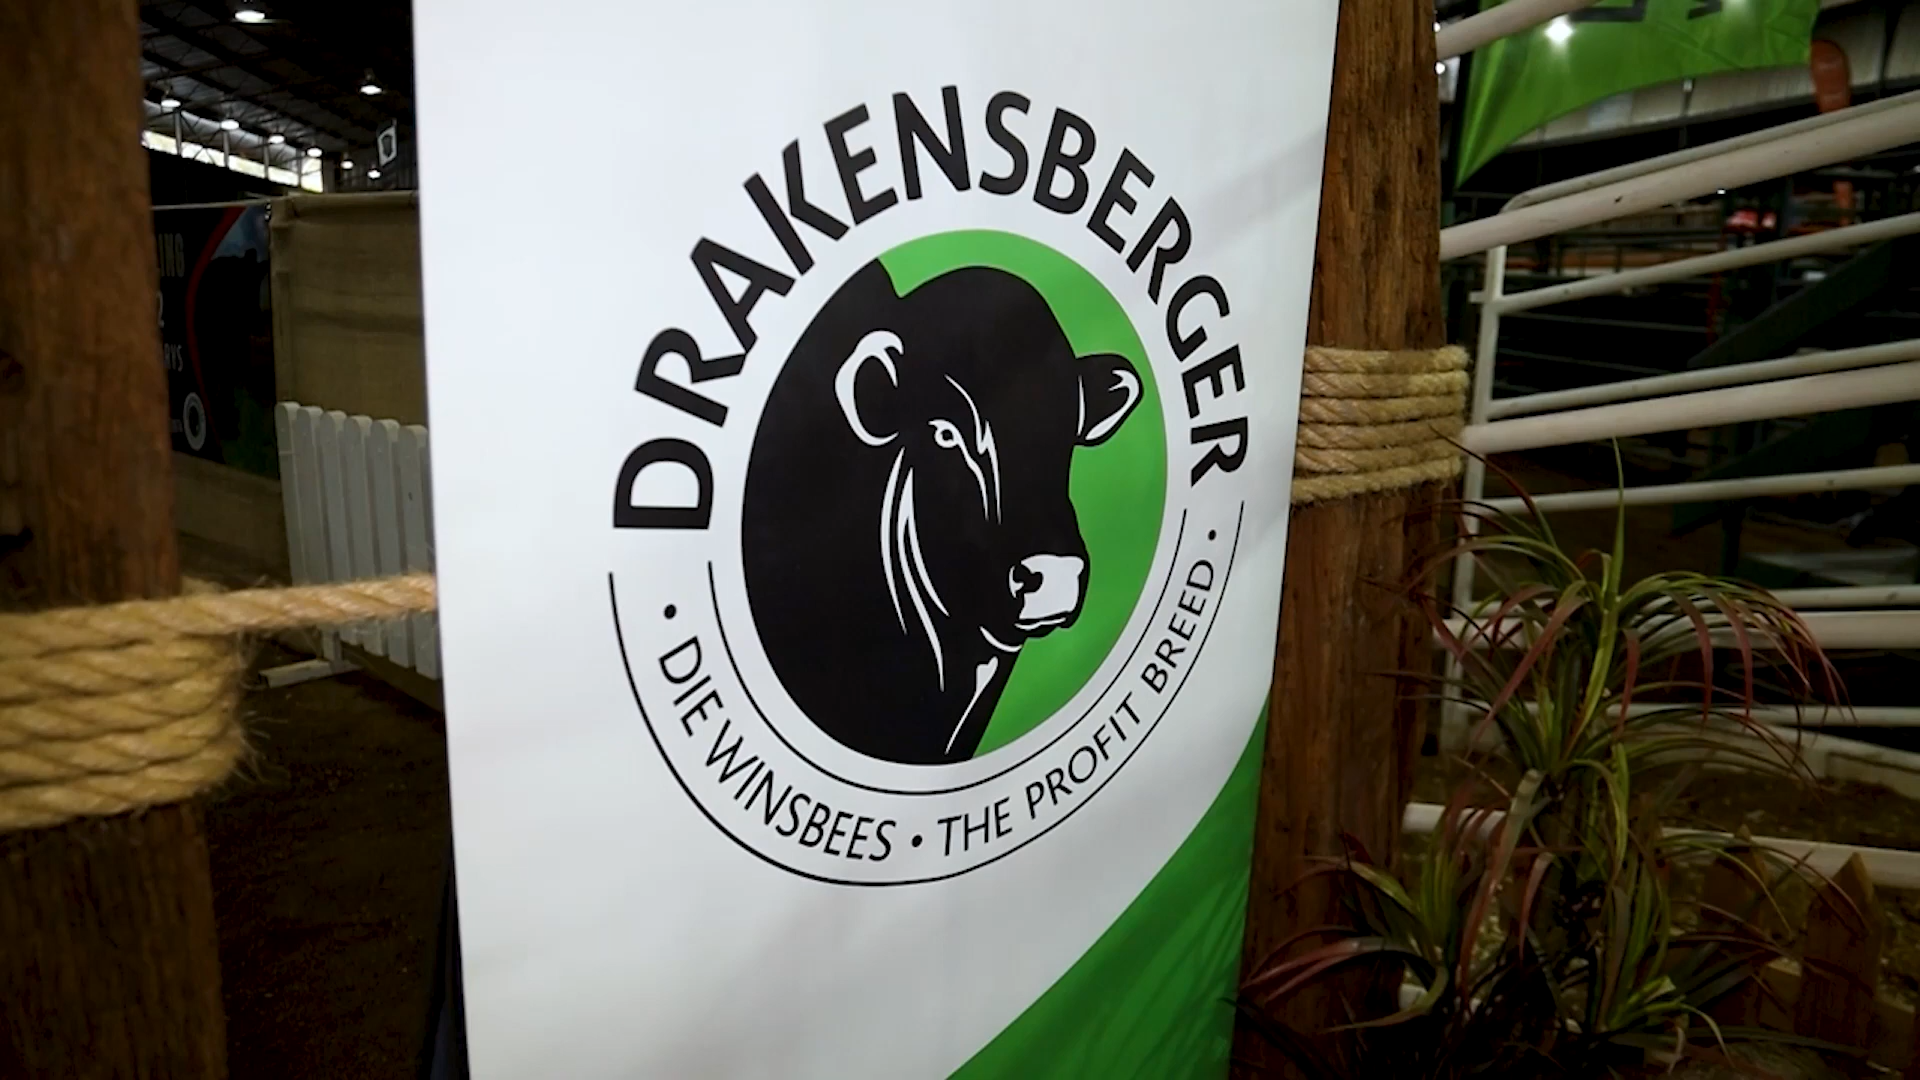 DRAKENSBERGER
• DIE WINSBEES • THE PROFIT BREED •